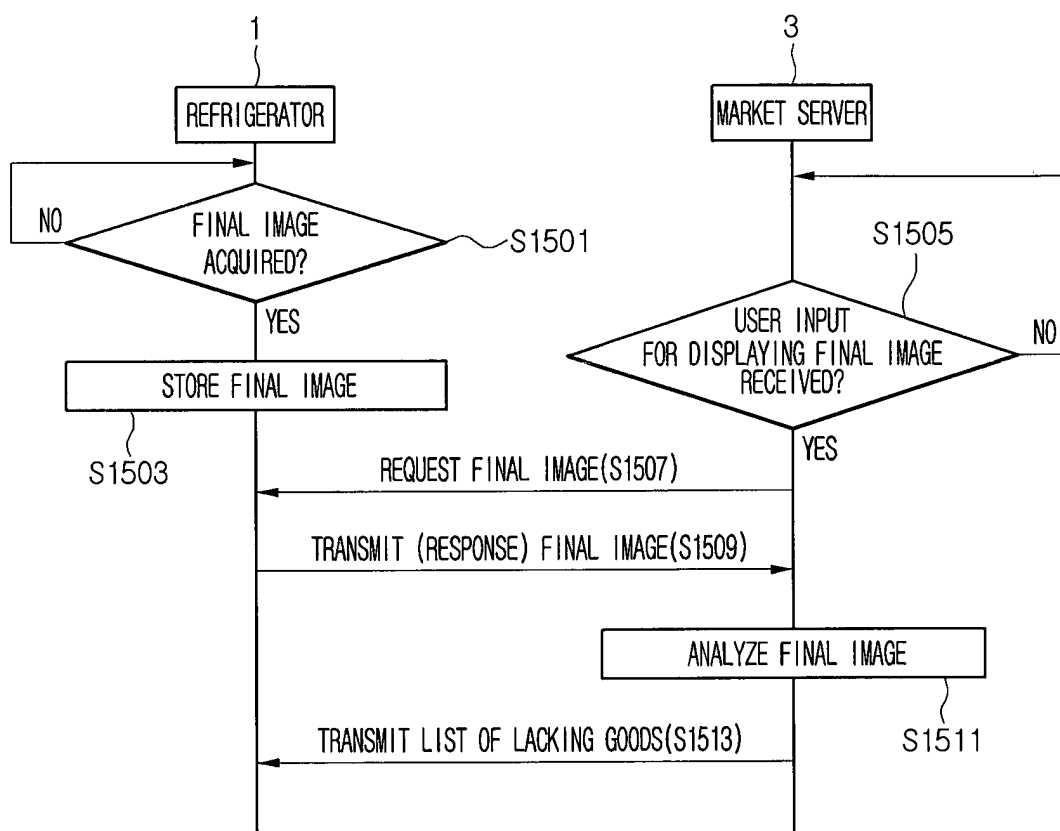 1
3
REFRIGERATOR
MARKET SERVER
NO
FINAL IMAGE
ACQUIRED?
S1501
YES
S1505
USER INPUT
FOR DISPLAYING FINAL IMAGE
RECEIVED?
NO
YES
STORE FINAL IMAGE
S1503
REQUEST FINAL IMAGE(S1507)
TRANSMIT (RESPONSE) FINAL IMAGE(S1509)
ANALYZE FINAL IMAGE
S1511
TRANSMIT LIST OF LACKING GOODS(S1513)